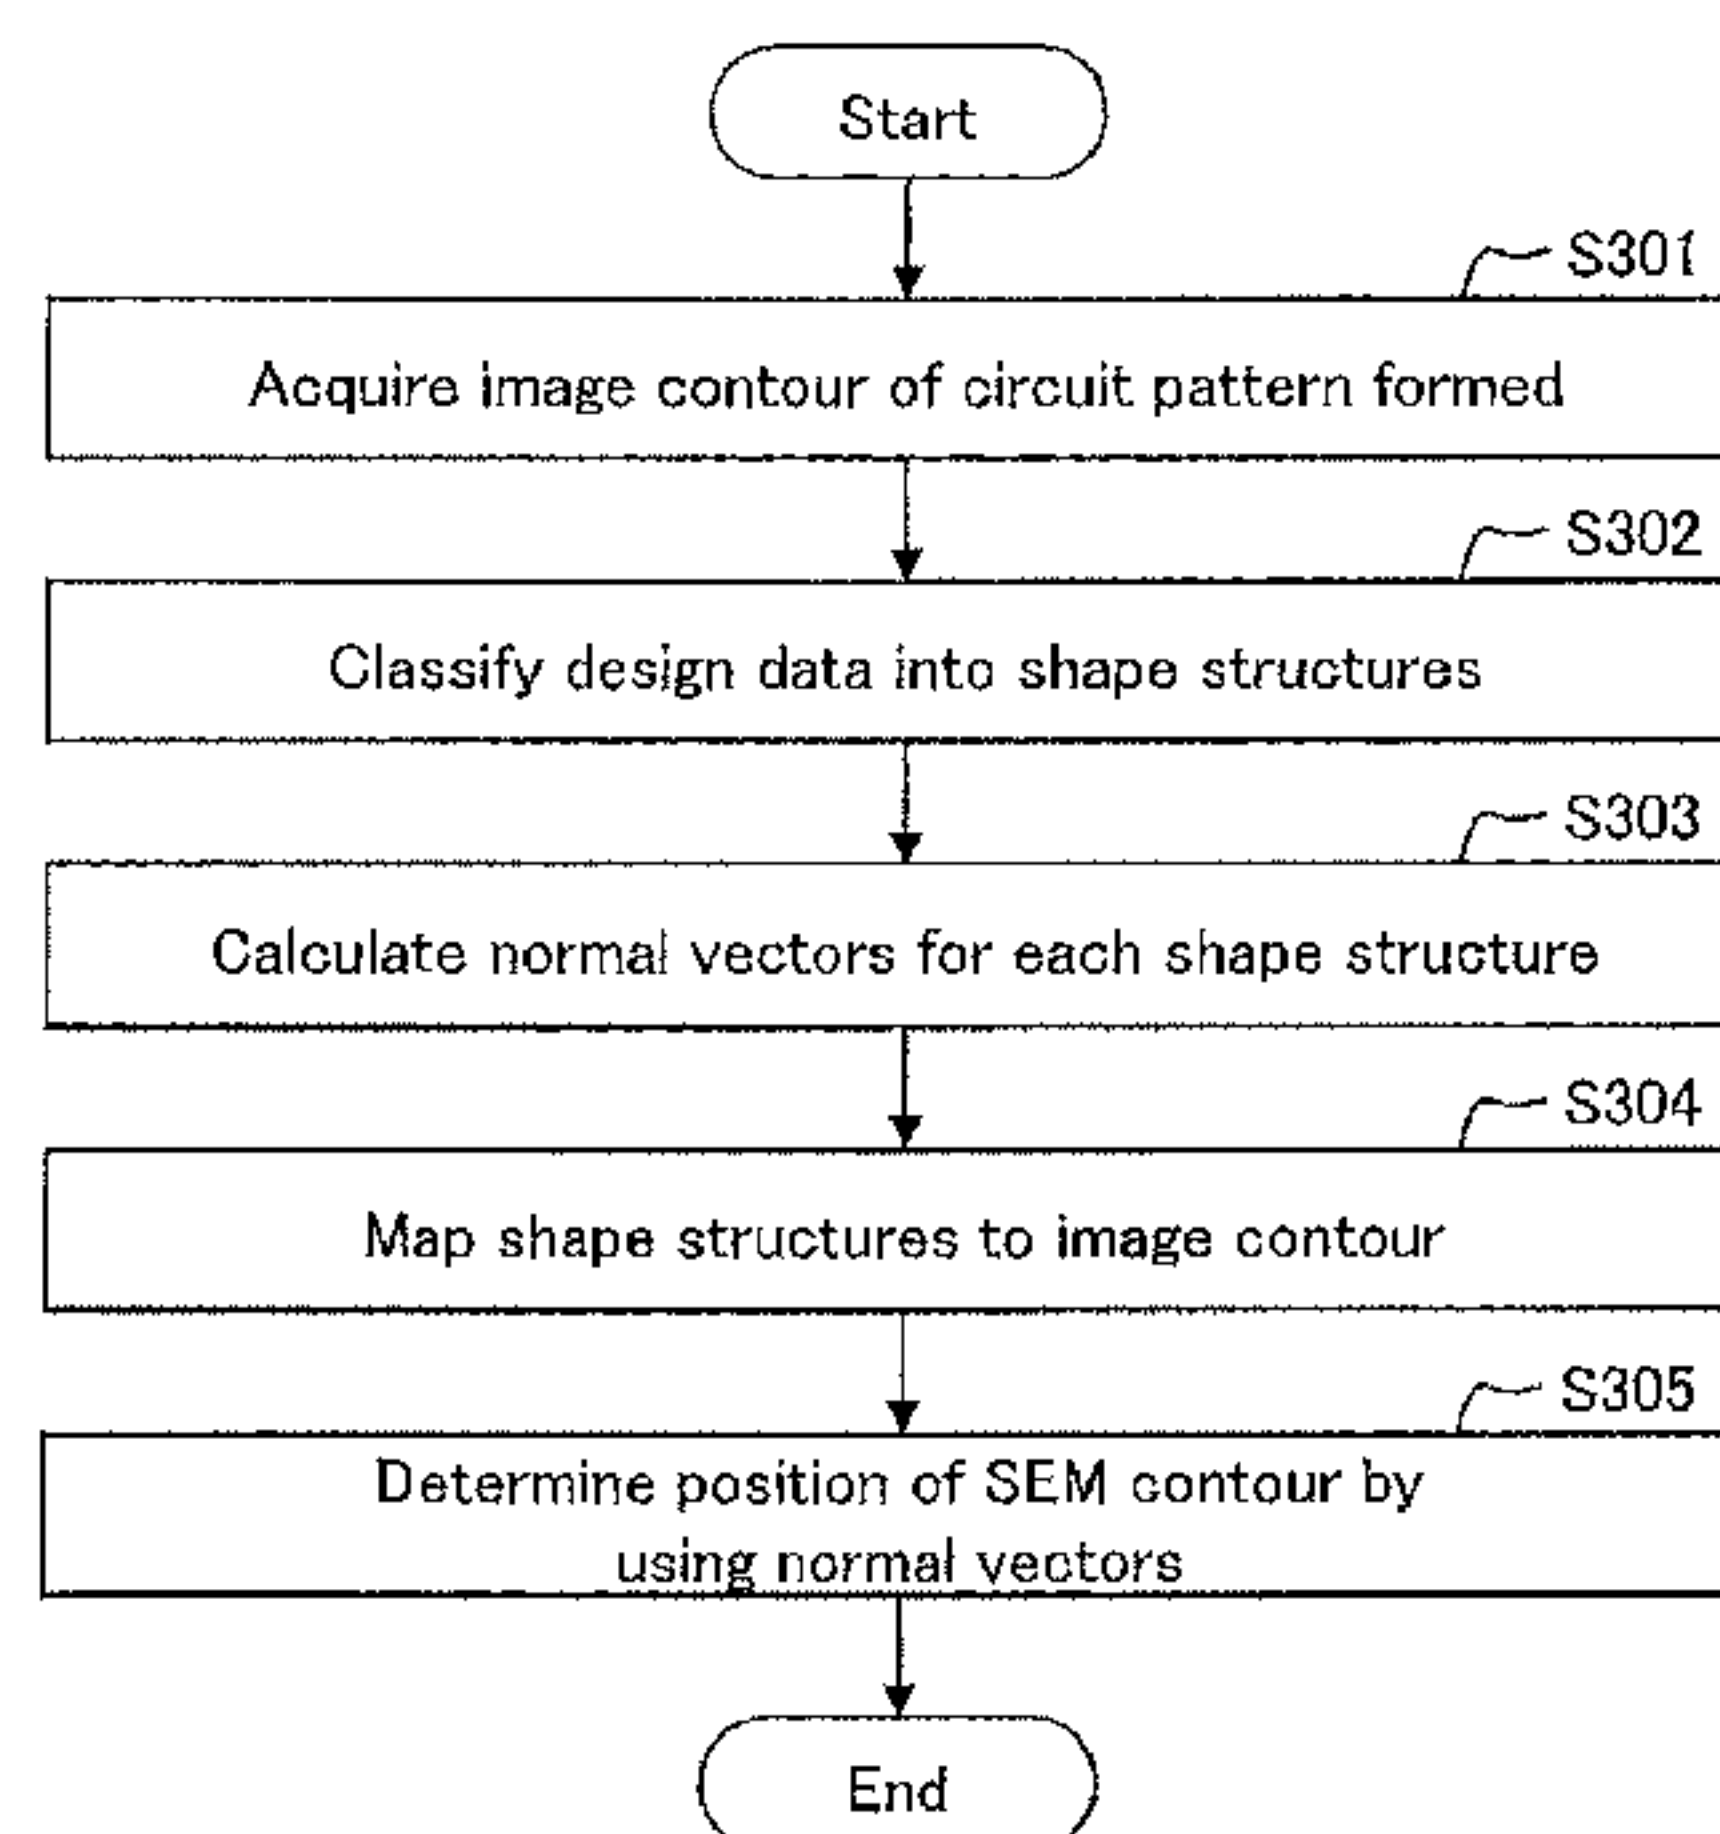 Start
S301
Acquire image contour of circuit pattern formed
S302
Classify design data into shape structures
S303
Calculate normal vectors for each shape structure
S304
Map shape structures to image contour
S305
Determine position of SEM contour by
using normal vectors
End